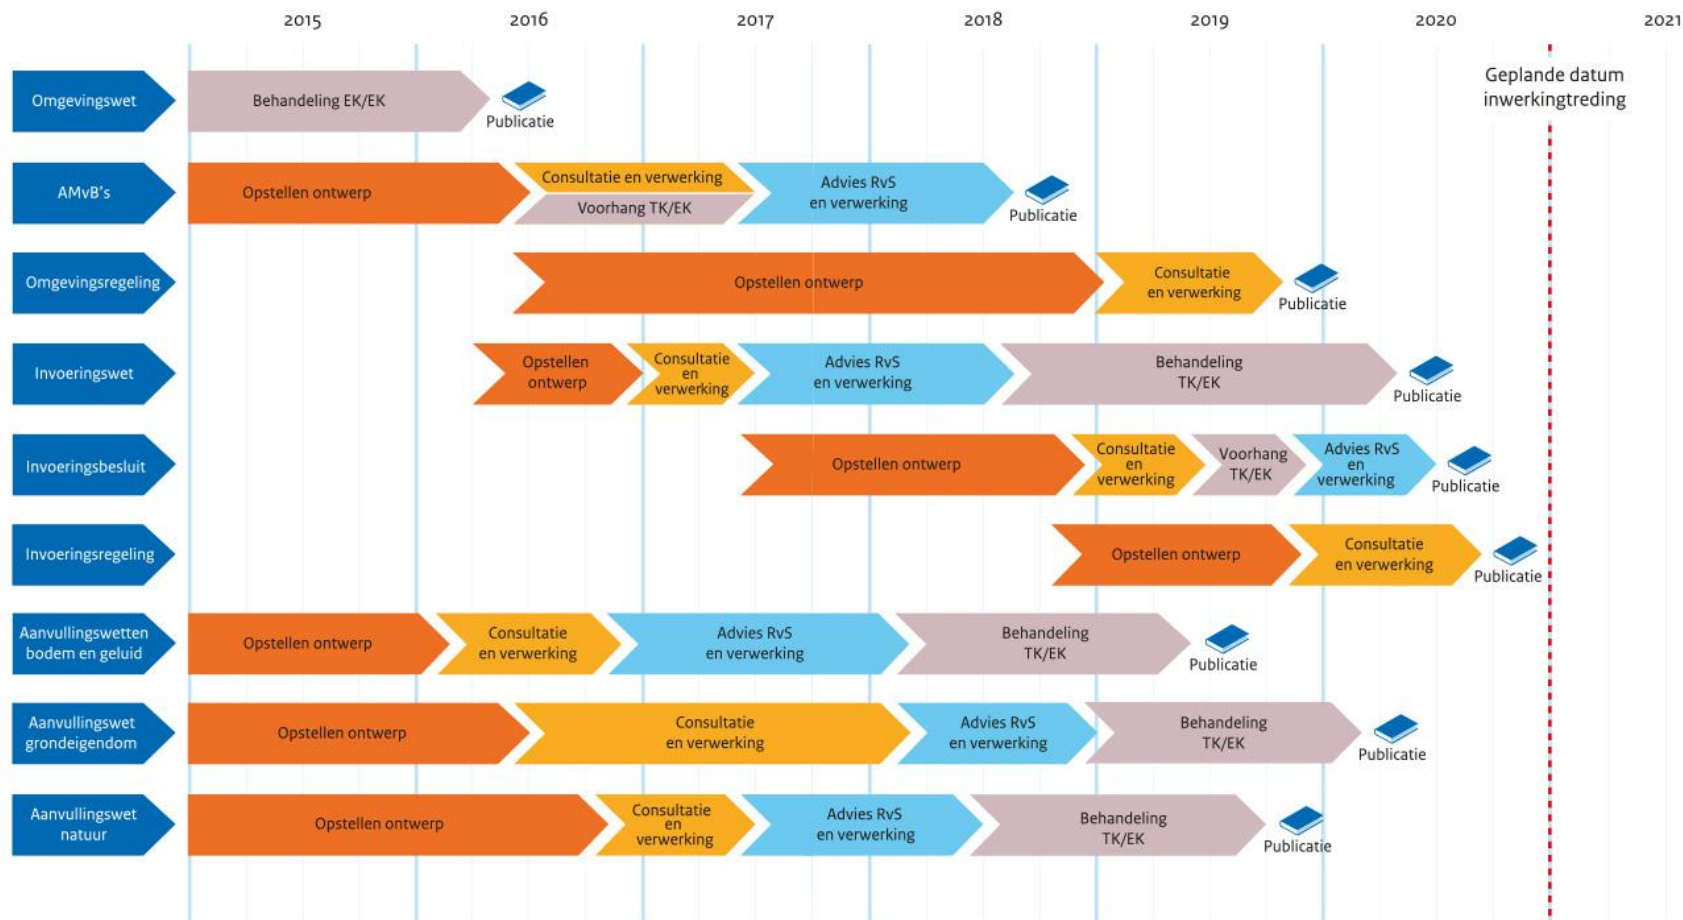 2015 2016 2017 2018 2019 2020 2021
Geplande datum
inwerkingtreding
Omgevingswet
Behandeling EK/EK
Publicatie
AMvB's
Opstellen ontwerp
Consultatie en verwerking
Voorhang TK/EK
Advies RvS
en verwerking
Publicatie
Omgevingsregeling
Opstellen ontwerp
Consultatie
en verwerking
Publicatie
Invoeringswet
Opstellen
ontwerp
Consultatie
en
verwerking
Advies RvS
en verwerking
Behandeling
TK/EK
Publicatie
Invoeringsbesluit
Opstellen ontwerp
Consultatie
en
verwerking
Voorhang
TK/EK
Advies RvS
en
verwerking
Publicatie
Invoeringsregeling
Opstellen ontwerp
Consultatie
en verwerking
Publicatie
Aanvullingswetten
bodem en geluid
Opstellen ontwerp
Consultatie
en verwerking
Advies RvS
en verwerking
Behandeling
TK/EK
Publicatie
Aanvullingswet
grondeigendom
Opstellen ontwerp
Consultatie
en verwerking
Advies RvS
en verwerking
Behandeling
TK/EK
Publicatie
Aanvullingswet
natuur
Opstellen ontwerp
Consultatie
en
verwerking
Advies RvS
en verwerking
Behandeling
TK/EK
Publicatie